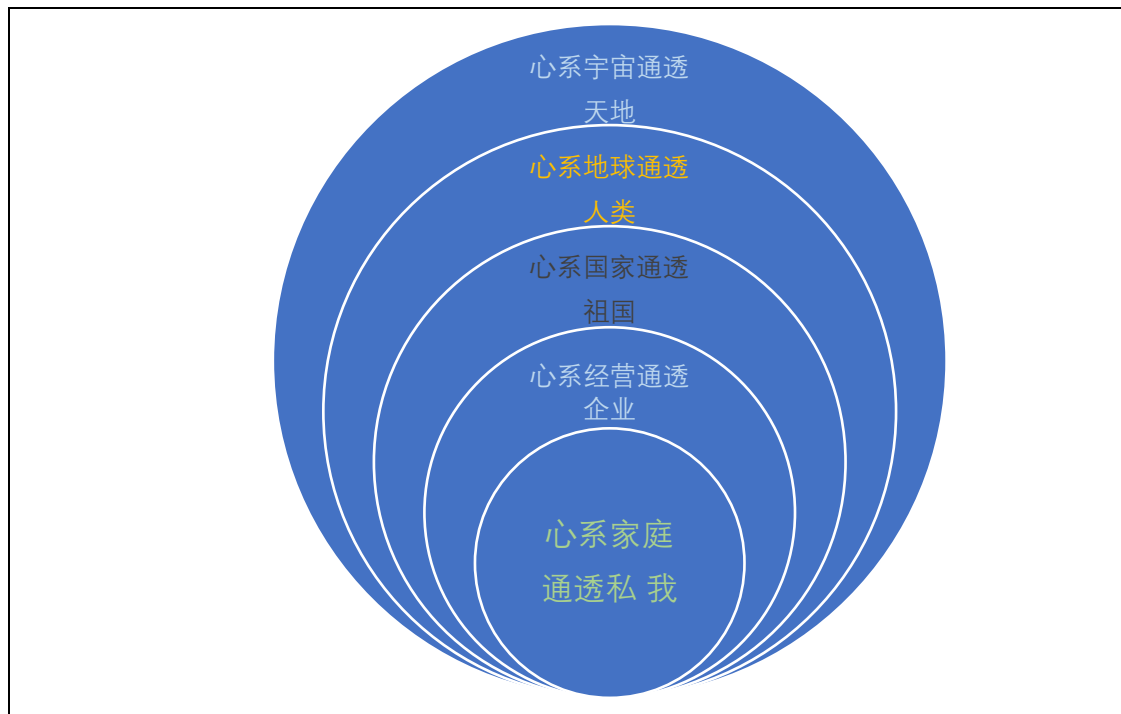 心系宇宙通透
天地
心系地球通透
人类
心系国家通透
祖国
心系经营通透
企业
心系家庭
通透私 我